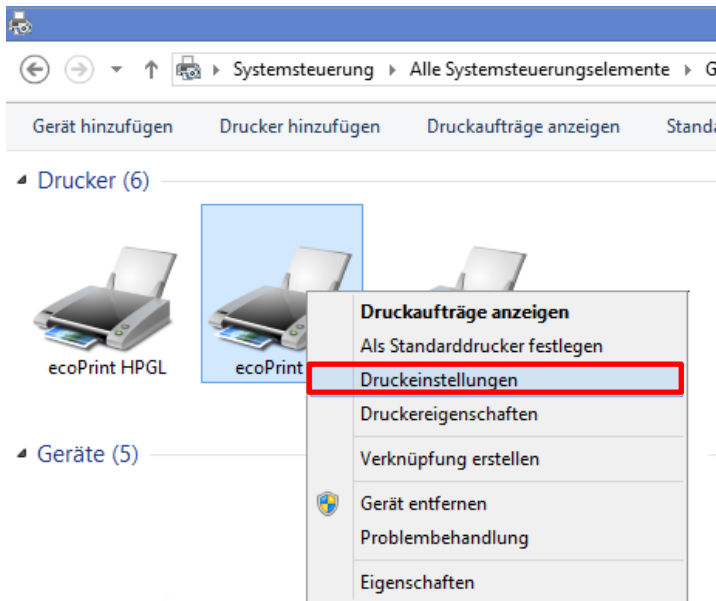 Systemsteuerung Alle Systemsteuerungselemente G
Gerät hinzufügen Drucker hinzufügen Druckaufträge anzeigen Standa
Drucker (6)
ecoPrint HPGL
ecoPrint
Druckaufträge anzeigen
Als Standarddrucker festlegen
Druckeinstellungen
Druckereigenschaften
Verknüpfung erstellen
Gerät entfernen
Problembehandlung
Eigenschaften
Geräte (5)